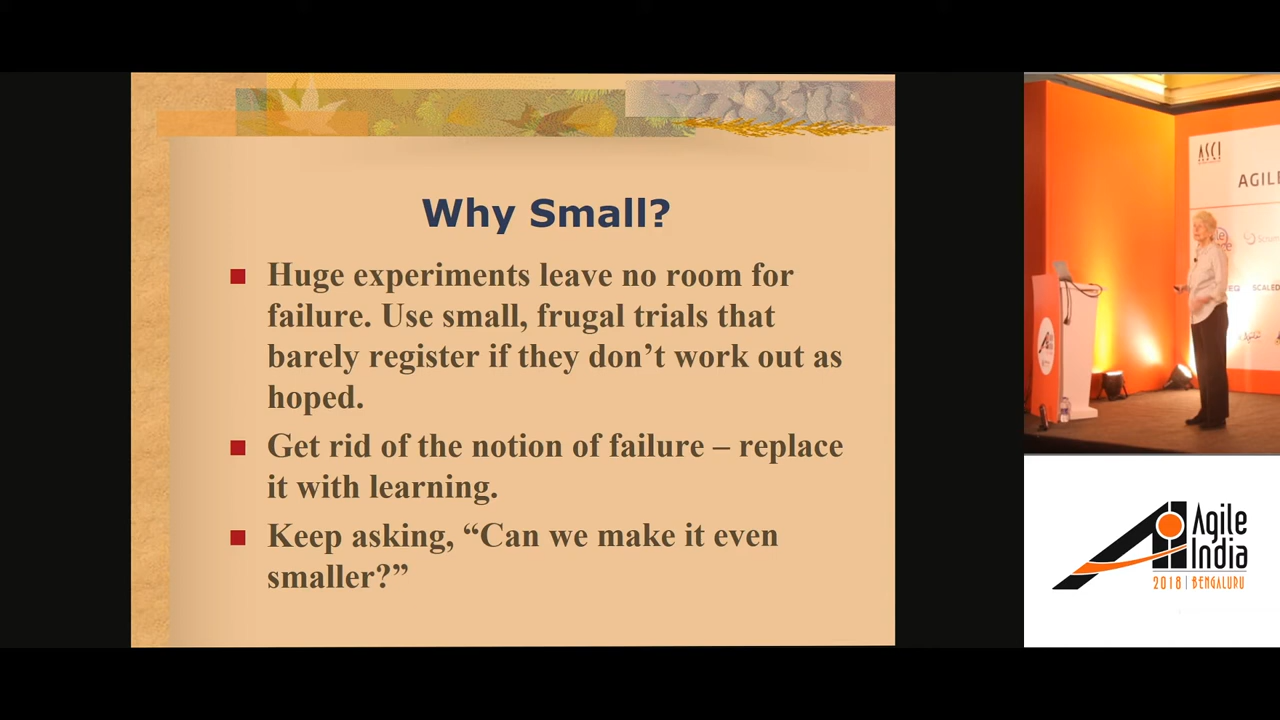 Why Small?
Huge experiments leave no room for
failure. Use small, frugal trials that
barely register if they don’t work out as
hoped.
Get rid of the notion of failure – replace
it with learning.
Keep asking, “Can we make it even
smaller?”
ASCI
AGILE
SCALED
Agile
India
2018 | BENGALURU